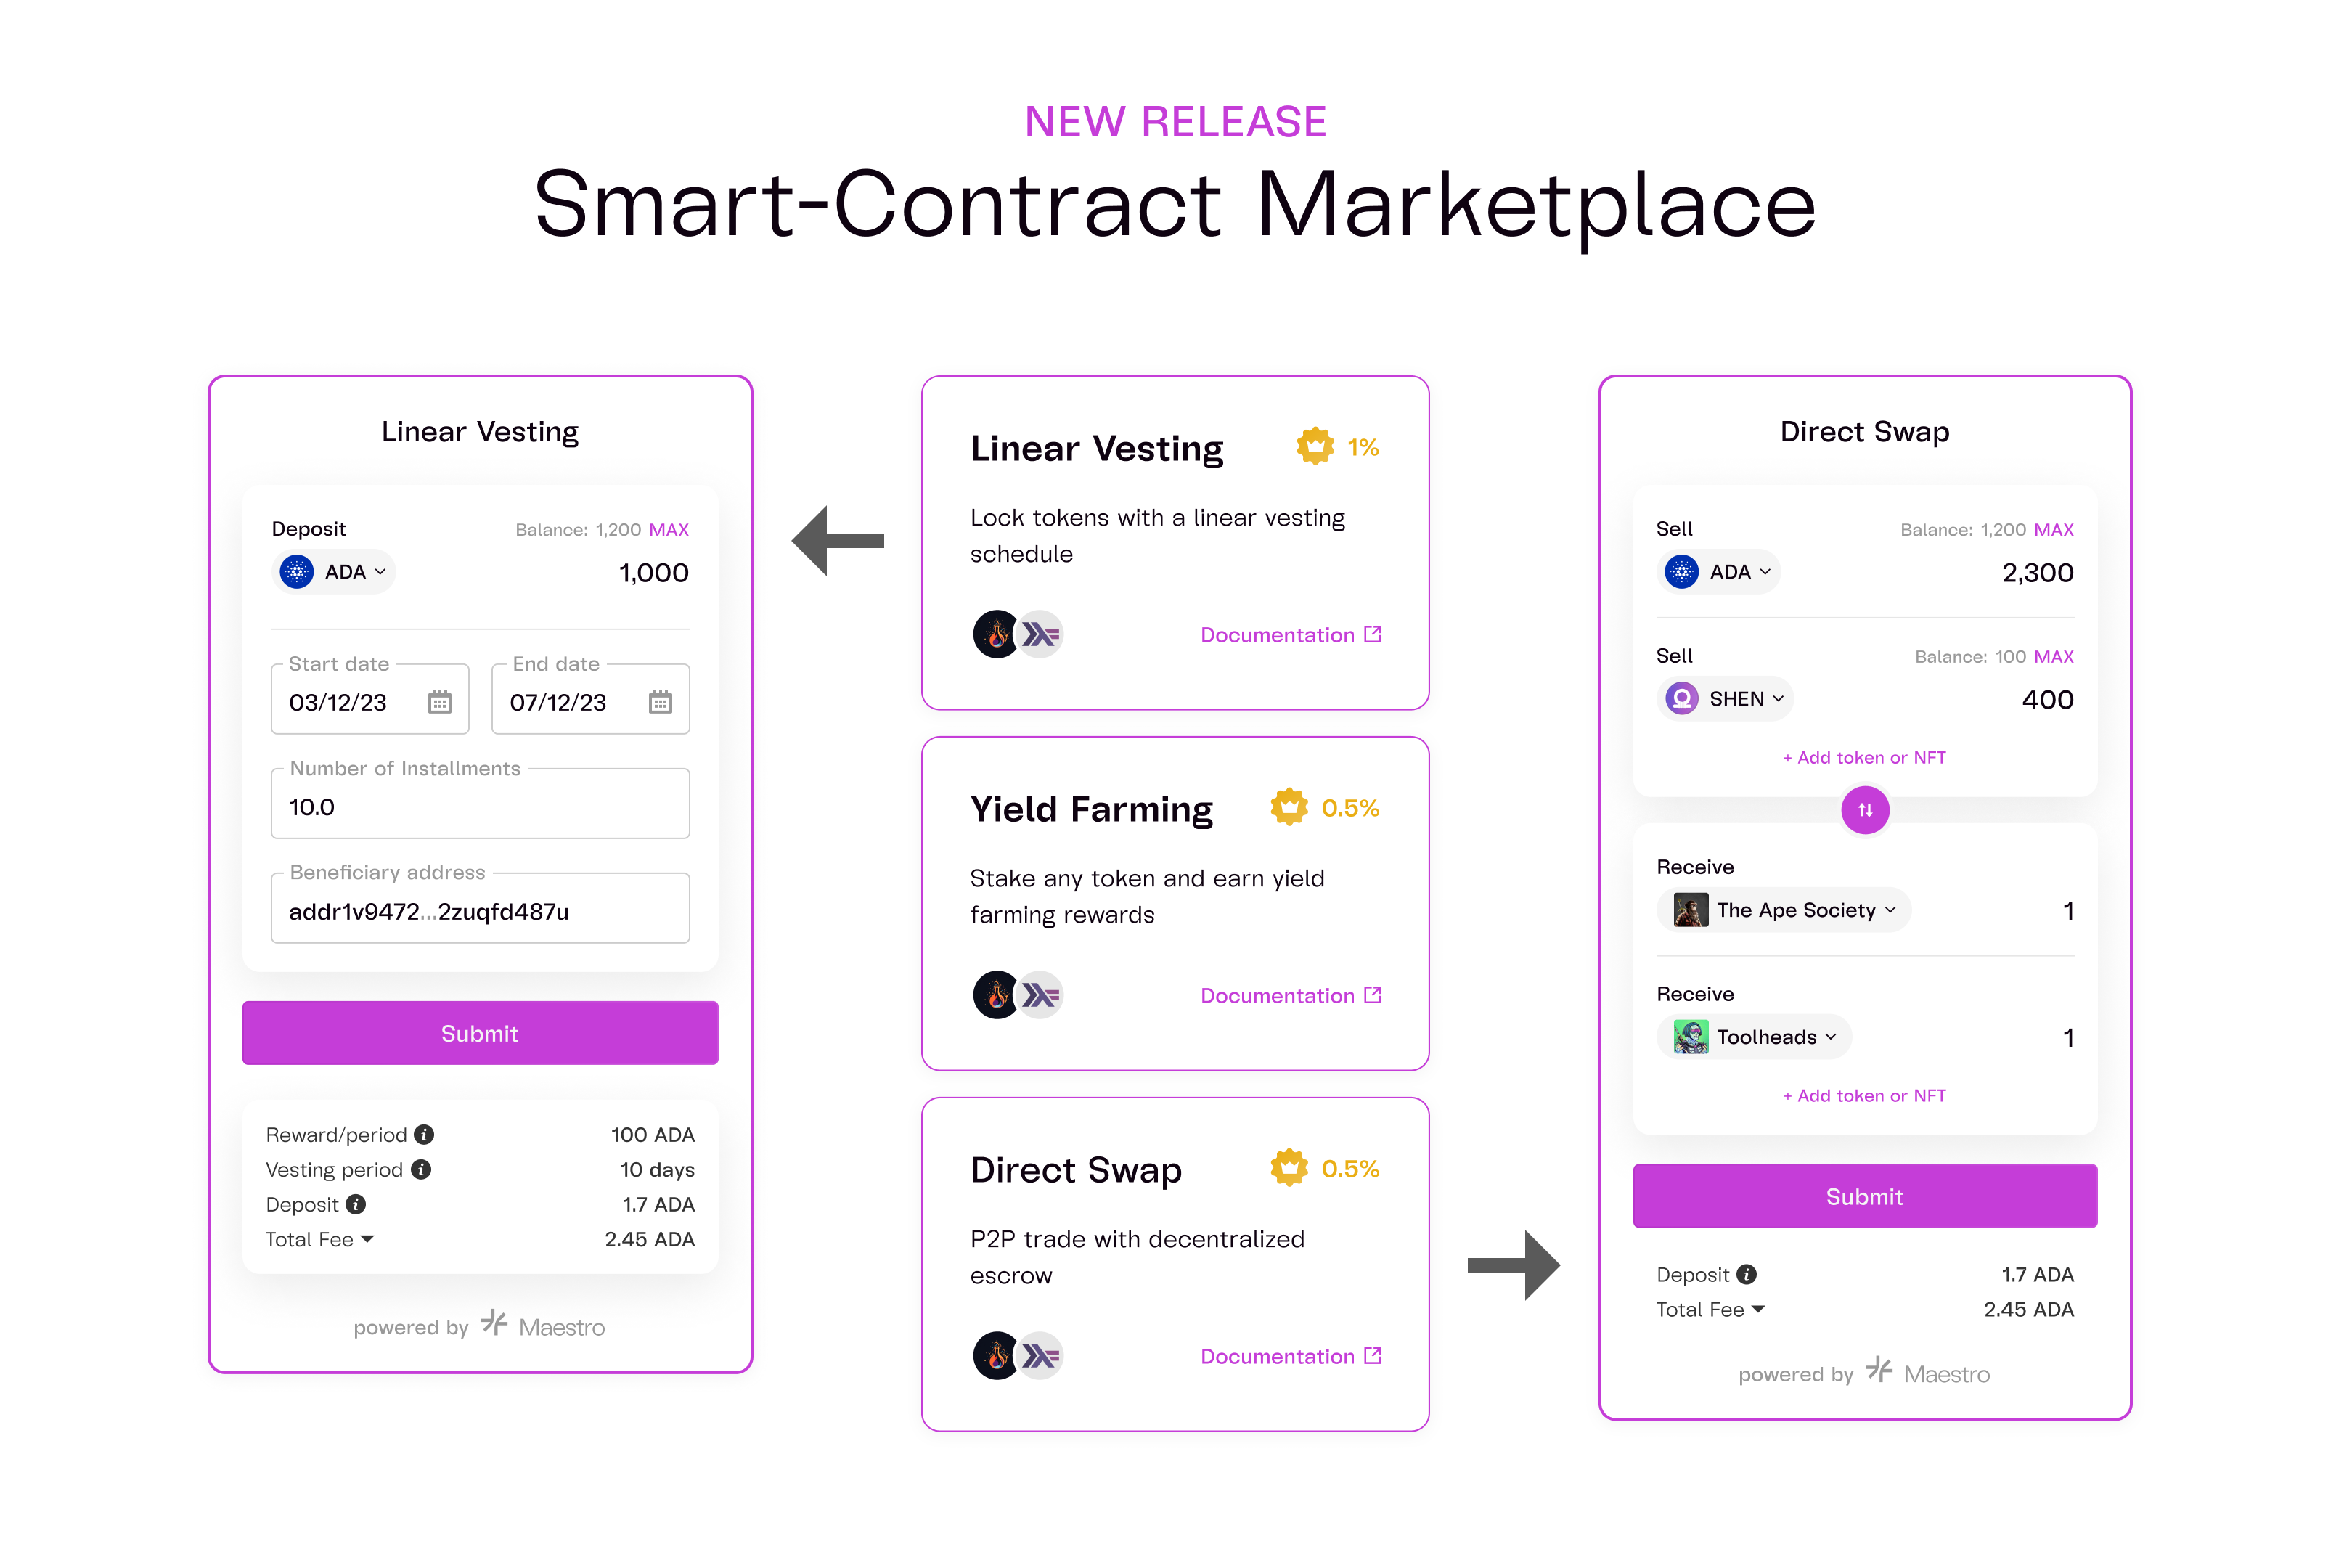 NEW RELEASE
Smart-Contract Marketplace
Linear Vesting
Deposit
Balance: 1,200 MAX
ADA
1,000
Start date
03/12/23
End date
07/12/23
Number of Installments
10.0
Beneficiary address
addr1v9472...2zuqfd487u
Submit
Reward/period 100 ADA
Vesting period 10 days
Deposit 1.7 ADA
Total Fee 2.45 ADA
powered by Maestro
Linear Vesting 1%
Lock tokens with a linear vesting
schedule
Documentation
Yield Farming 0.5%
Stake any token and earn yield
farming rewards
Documentation
Direct Swap 0.5%
P2P trade with decentralized
escrow
Documentation
Direct Swap
Sell
Balance: 1,200 MAX
ADA
2,300
Sell
Balance: 100 MAX
SHEN
400
+ Add token or NFT
Receive
The Ape Society
1
Receive
Toolheads
1
+ Add token or NFT
Submit
Deposit 1.7 ADA
Total Fee 2.45 ADA
powered by Maestro